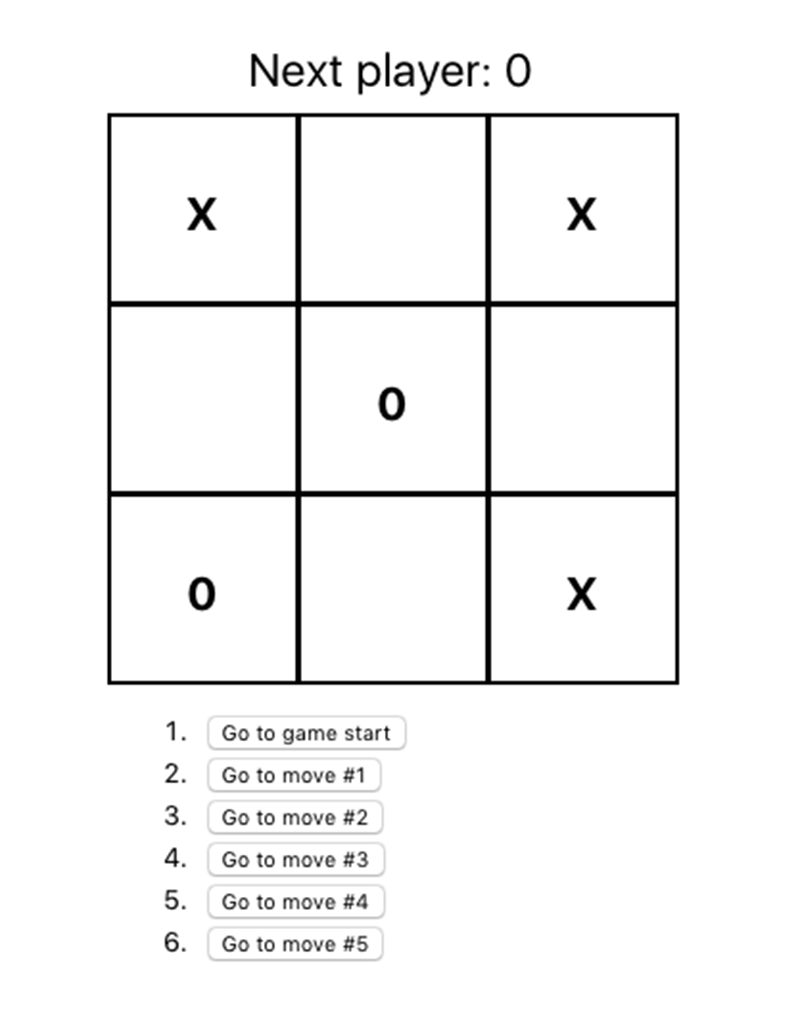 Next player: 0
X X
0
0 X
1. Go to game start
2. Go to move #1
3. Go to move #2
4. Go to move #3
5. Go to move #4
6. Go to move #5